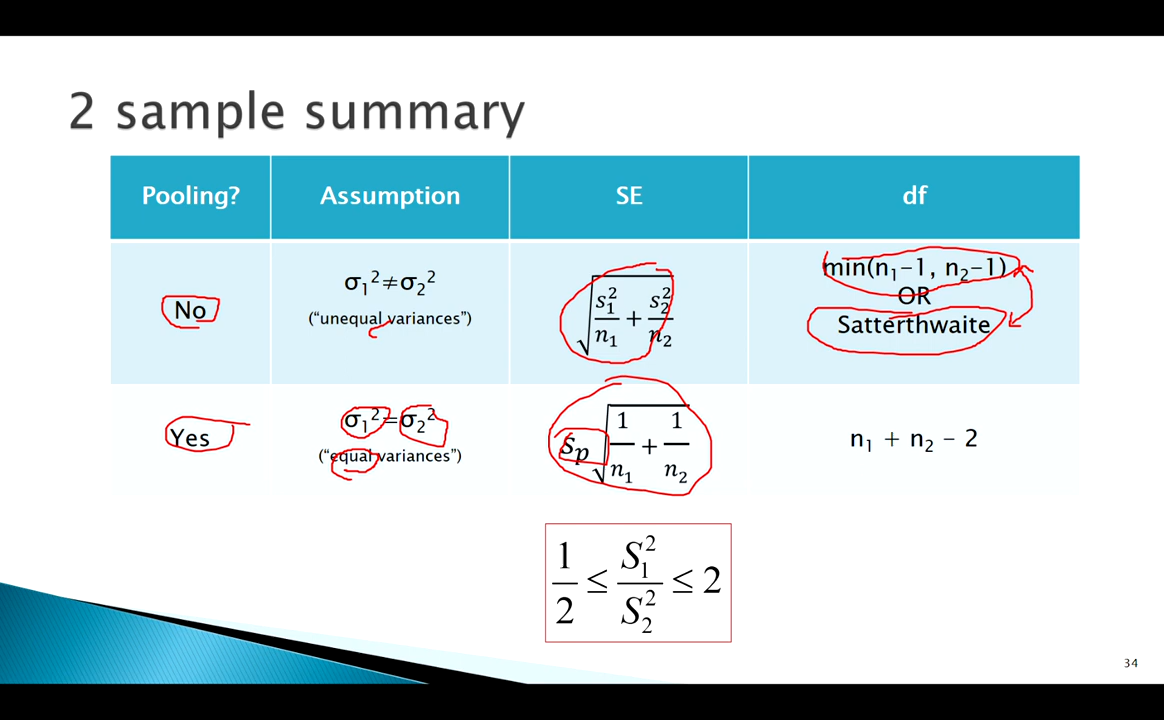 2 sample summary
Pooling? Assumption SE df
No
σ₁²≠σ₂²
("unequal variances")
√(s₁²/n₁ + s₂²/n₂)
min(n₁−1, n₂−1)
OR
Satterthwaite
Yes
σ₁²=σ₂²
("equal variances")
Sₚ√(1/n₁ + 1/n₂)
n₁ + n₂ − 2
1/2 ≤ S₁²/S₂² ≤ 2
34